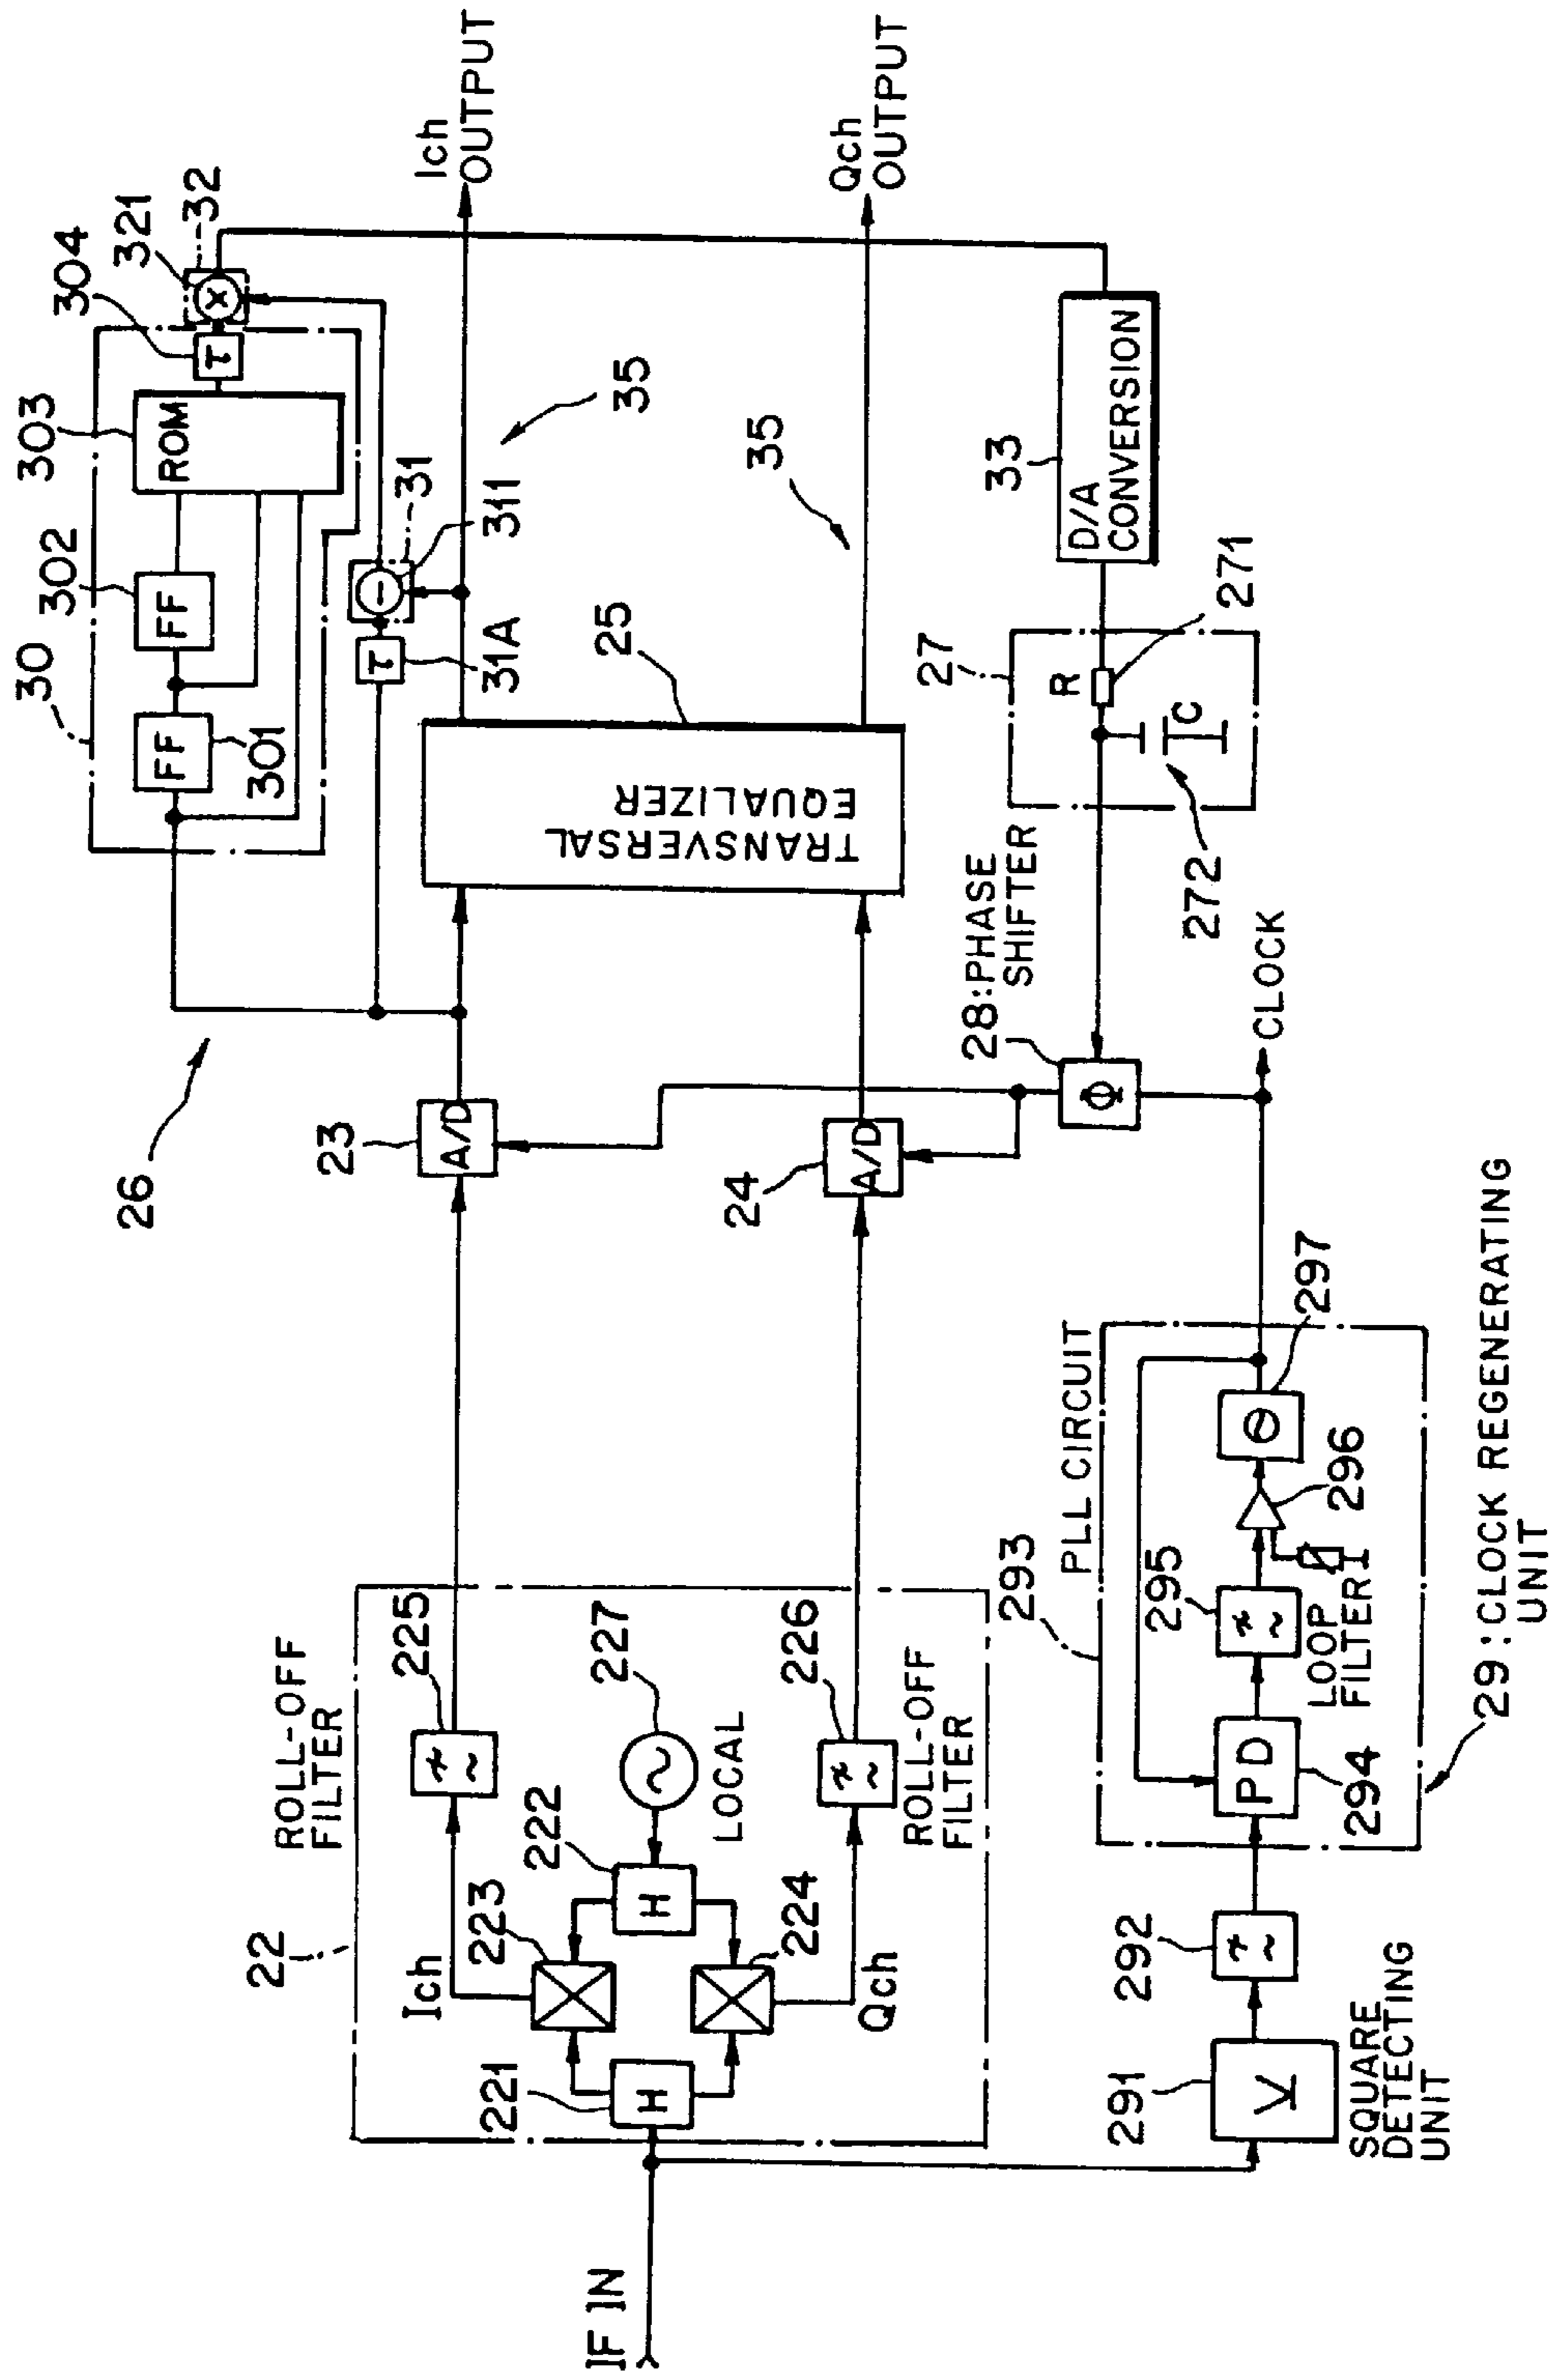 IF IN
22
221
H
Ich
223
222
H
224
Qch
LOCAL
227
ROLL-OFF
FILTER
225
226
ROLL-OFF
FILTER
26
23
A/D
24
A/D
30
FF
301
FF
302
303
ROM
τ
304
321
32
X
τ
31A
−
31
311
25
TRANSVERSAL
EQUALIZER
35
35
Ich
OUTPUT
Qch
OUTPUT
33
D/A
CONVERSION
27
R
271
C
272
28:PHASE
SHIFTER
Φ
CLOCK
291
V
SQUARE
DETECTING
UNIT
292
293
PLL CIRCUIT
PD
294
295
LOOP
FILTER
296
297
29:CLOCK REGENERATING
UNIT